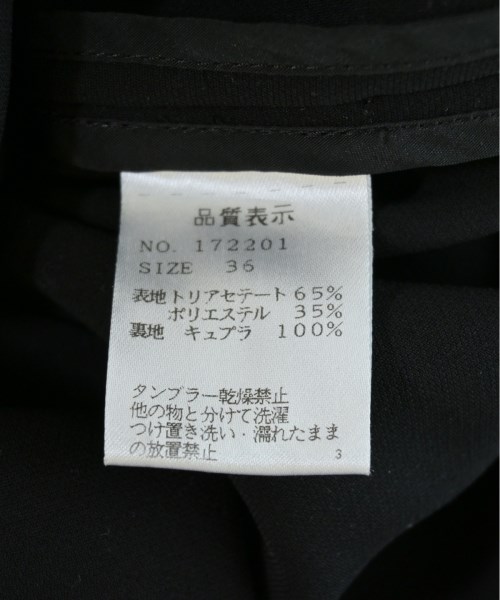 品質表示
NO. 172201
SIZE 36
表地 トリアセテート 65%
ポリエステル 35%
裏地 キュプラ 100%
タンブラー乾燥禁止
他の物と分けて洗濯
つけ置き洗い・濡れたまま
の放置禁止 3